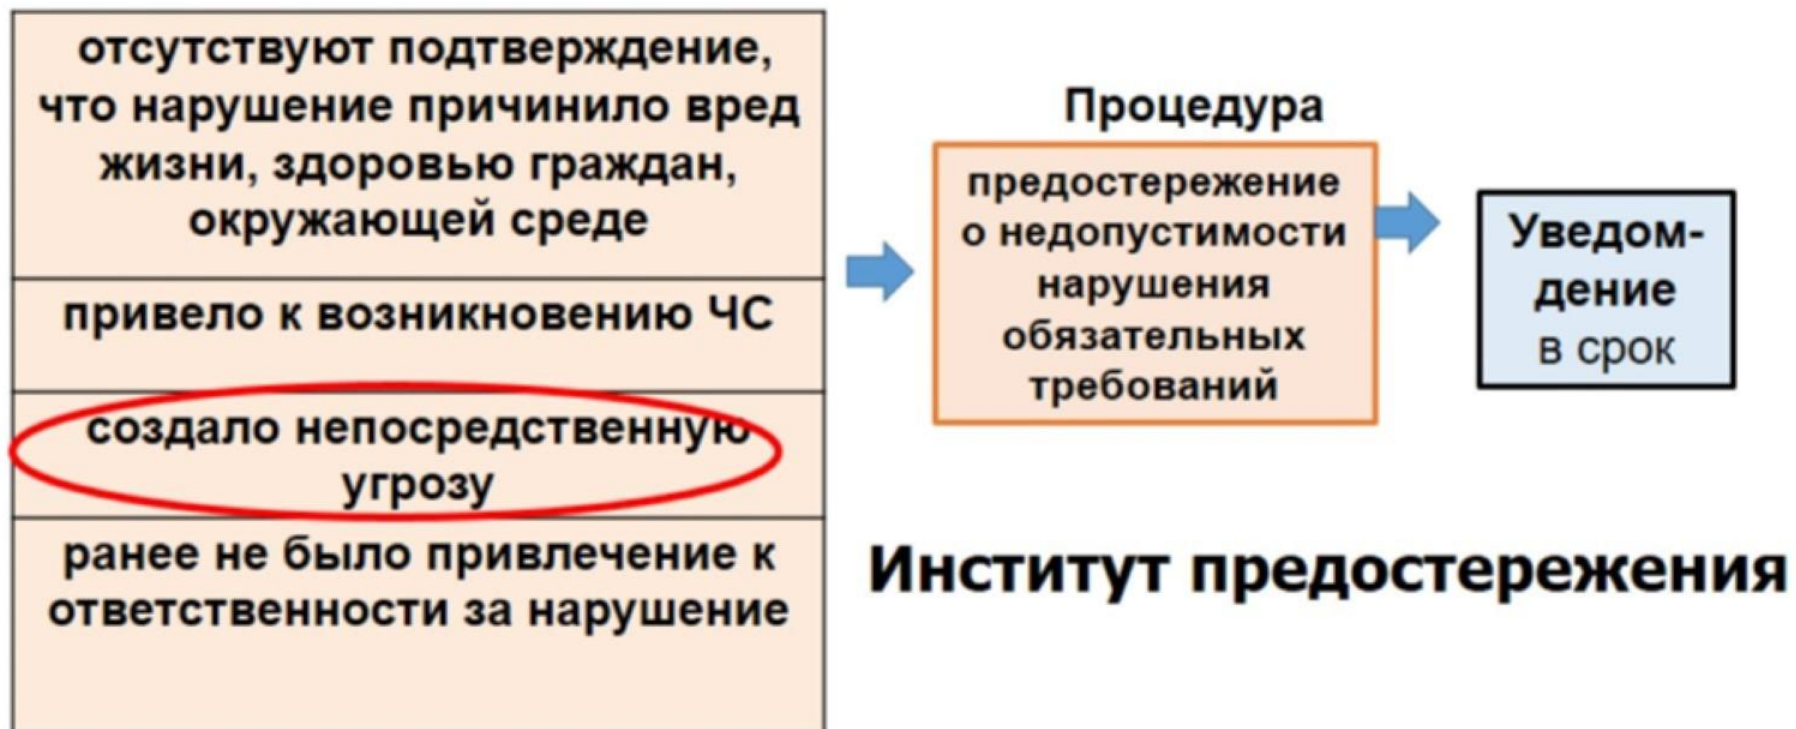 отсутствуют подтверждение,
что нарушение причинило вред
жизни, здоровью граждан,
окружающей среде
привело к возникновению ЧС
создало непосредственную
угрозу
ранее не было привлечение к
ответственности за нарушение
Процедура
предостережение
о недопустимости
нарушения
обязательных
требований
Уведом-
дение
в срок
Институт предостережения